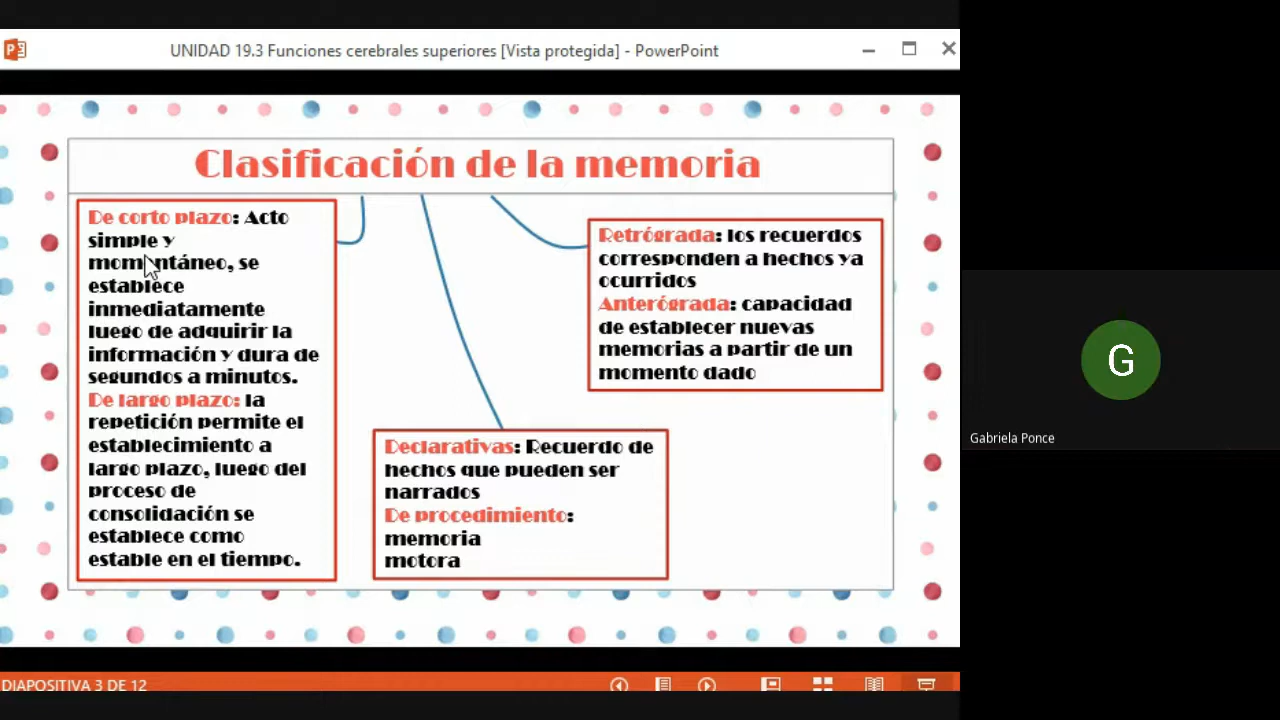 UNIDAD 19.3 Funciones cerebrales superiores [Vista protegida] - PowerPoint
Clasificación de la memoria
De corto plazo: Acto
simple y
momentáneo, se
establece
inmediatamente
luego de adquirir la
información y dura de
segundos a minutos.
De largo plazo: la
repetición permite el
establecimiento a
largo plazo, luego del
proceso de
consolidación se
establece como
estable en el tiempo.
Declarativas: Recuerdo de
hechos que pueden ser
narrados
De procedimiento:
memoria
motora
Retrógrada: los recuerdos
corresponden a hechos ya
ocurridos
Anterógrada: capacidad
de establecer nuevas
memorias a partir de un
momento dado
G
Gabriela Ponce
DIAPOSITIVA 3 DE 12